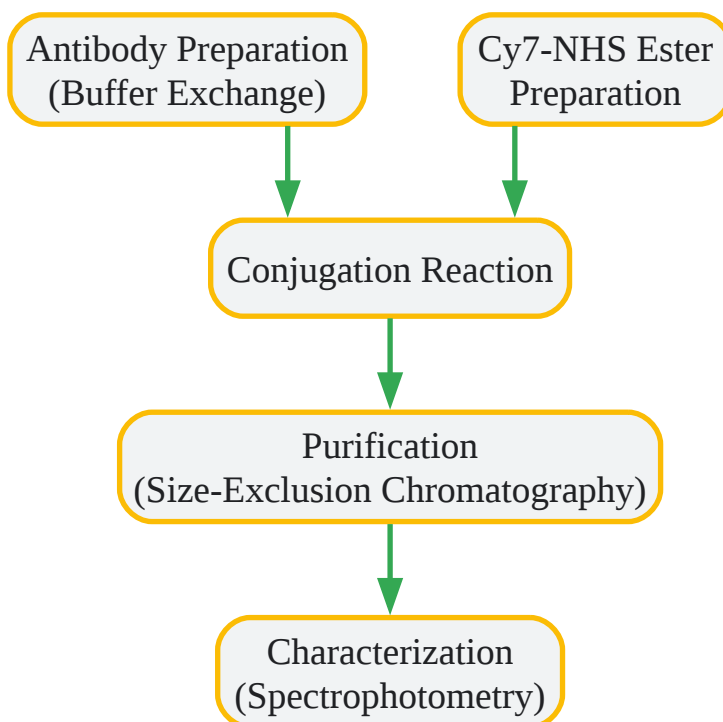 Antibody Preparation
(Buffer Exchange)
Cy7-NHS Ester
Preparation
Conjugation Reaction
Purification
(Size-Exclusion Chromatography)
Characterization
(Spectrophotometry)